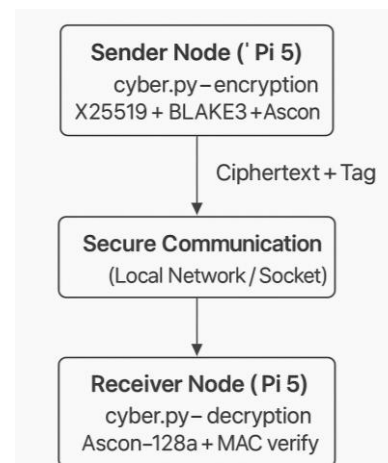 Sender Node (' Pi 5)
cyber.py–encryption
X25519 + BLAKE3 +Ascon
Ciphertext + Tag
Secure Communication
(Local Network / Socket)
Receiver Node ( Pi 5)
cyber.py– decryption
Ascon–128a + MAC verify